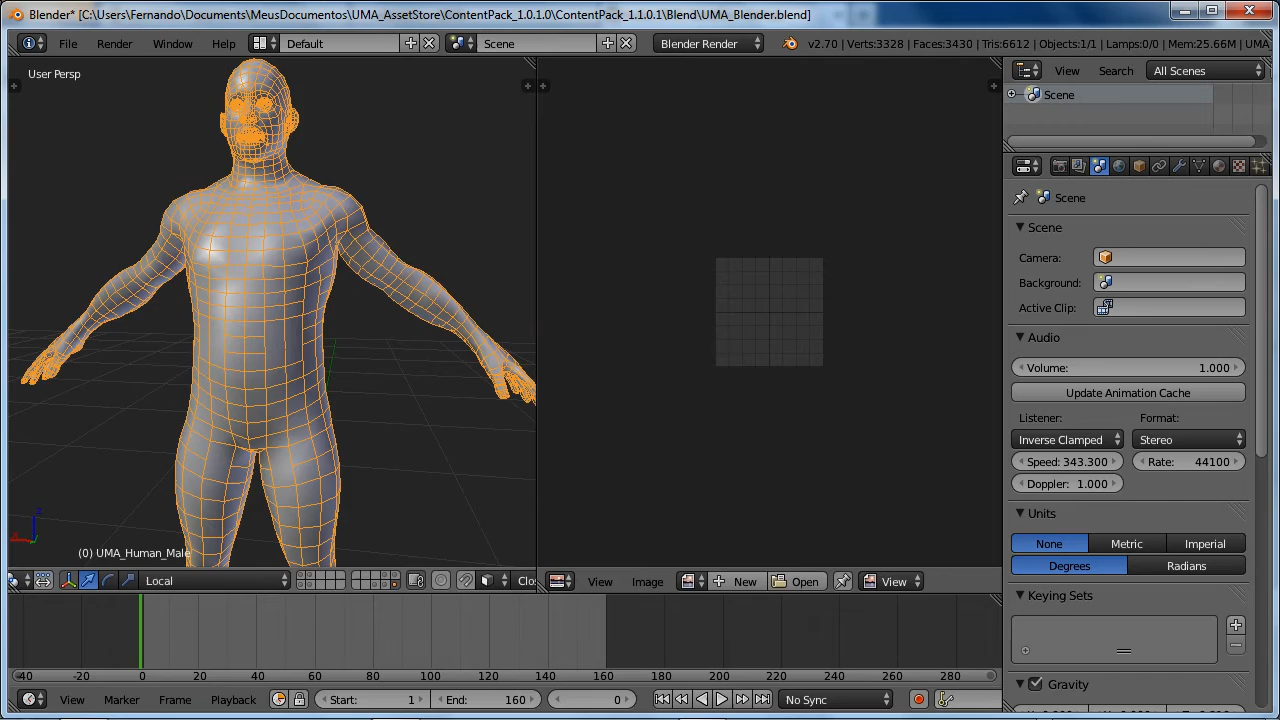 Blender* [C:\Users\Fernando\Documents\MeusDocumentos\UMA_AssetStore\ContentPack_1.0.1.0\ContentPack_1.1.0.1\Blend\UMA_Blender.blend]
File Render Window Help Default Scene Blender Render v2.70 | Verts:3328 | Faces:3430 | Tris:6612 | Objects:1/1 | Lamps:0/0 | Mem:25.66M | UMA_
View Search All Scenes
User Persp
Scene
Scene
Scene
Camera:
Background:
Active Clip:
Audio
Volume: 1.000
Update Animation Cache
Listener: Format:
Inverse Clamped Stereo
Speed: 343.300 Rate: 44100
Doppler: 1.000
Units
None Metric Imperial
Degrees Radians
Keying Sets
Gravity
(0) UMA_Human_Male
Local Clo
View Image New Open View
-40 -20 0 20 40 60 80 100 120 140 160 180 200 220 240 260 280
View Marker Frame Playback Start: 1 End: 160 0 No Sync